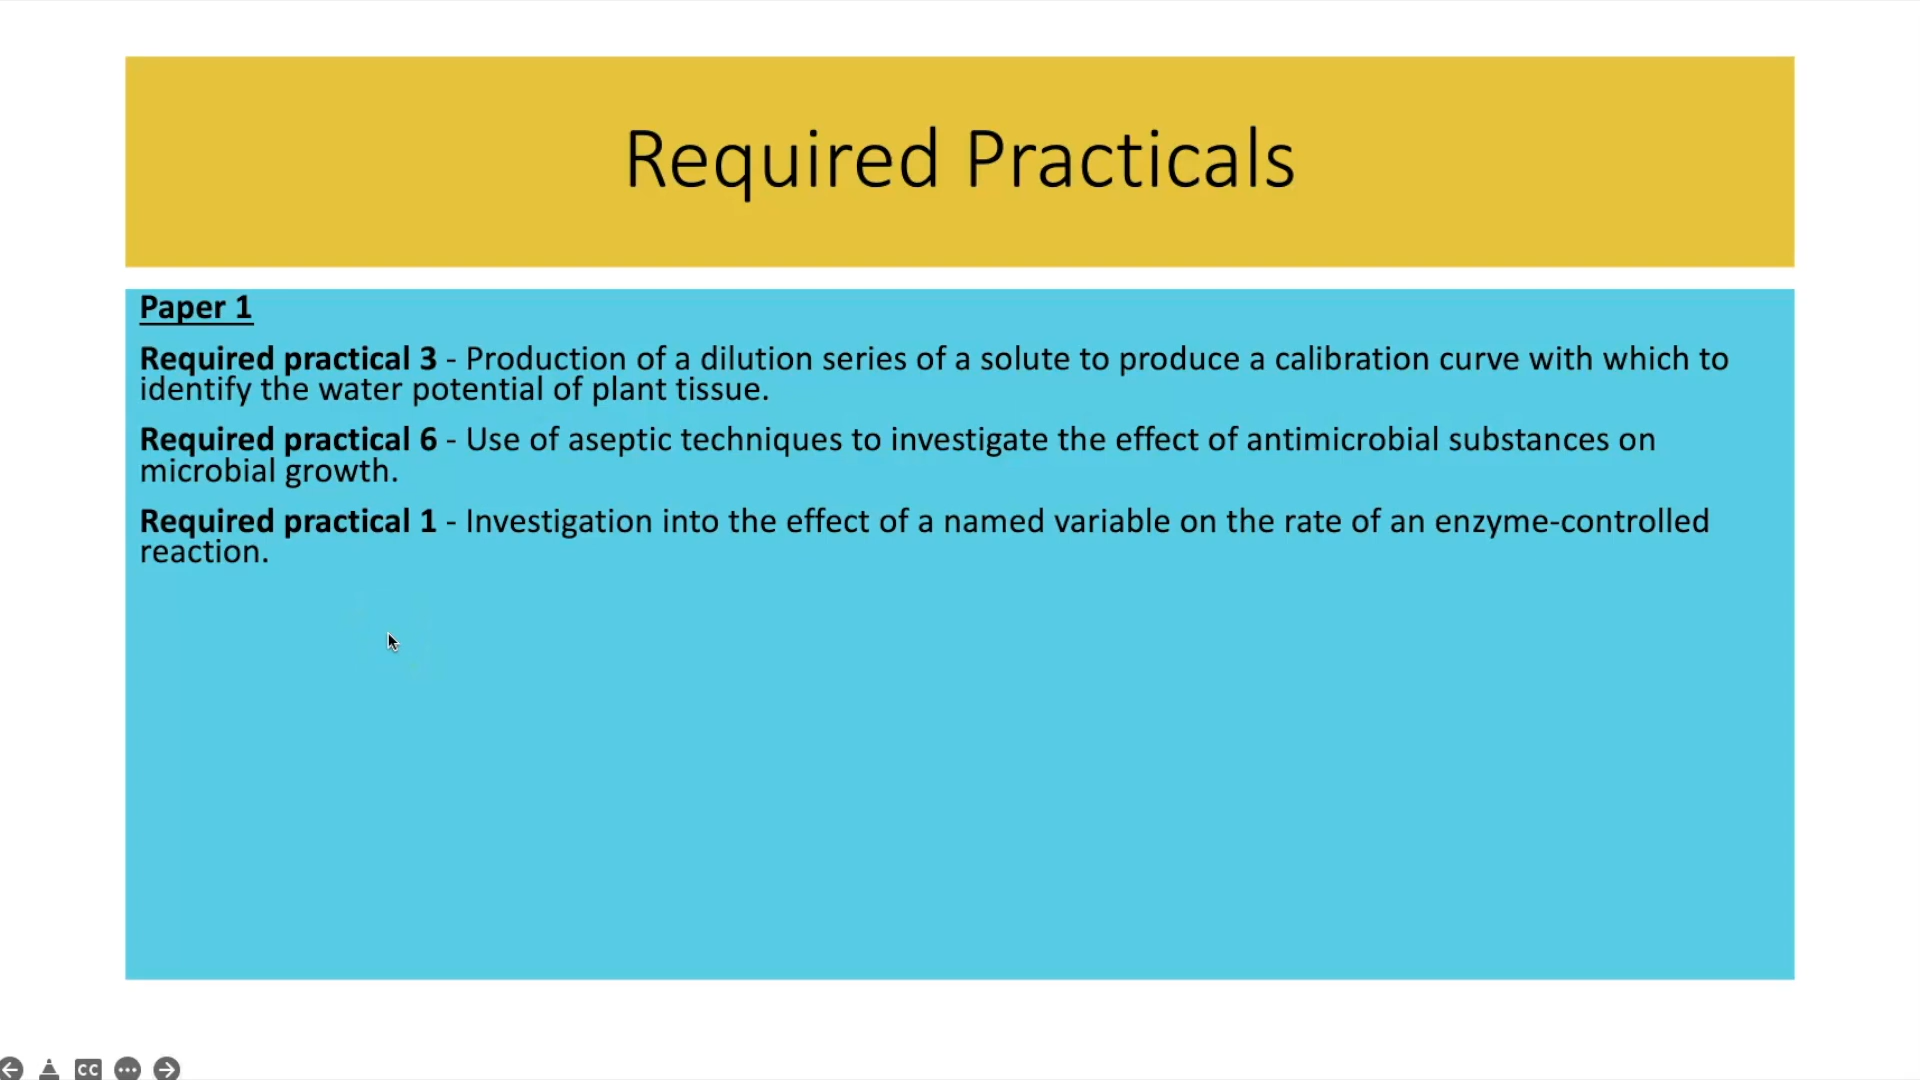 Required Practicals
Paper 1
Required practical 3 - Production of a dilution series of a solute to produce a calibration curve with which to
identify the water potential of plant tissue.
Required practical 6 - Use of aseptic techniques to investigate the effect of antimicrobial substances on
microbial growth.
Required practical 1 - Investigation into the effect of a named variable on the rate of an enzyme-controlled
reaction.
CC